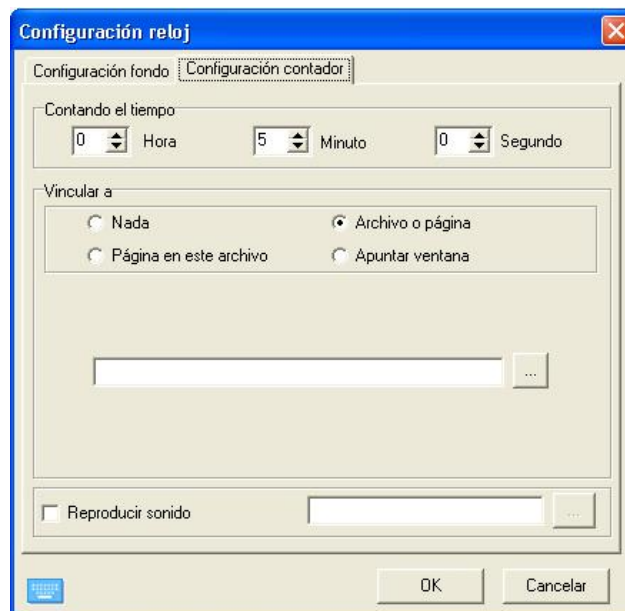 Configuración reloj
Configuración fondo Configuración contador
Contando el tiempo
0 Hora 5 Minuto 0 Segundo
Vincular a
Nada Archivo o página
Página en este archivo Apuntar ventana
...
Reproducir sonido ...
OK Cancelar